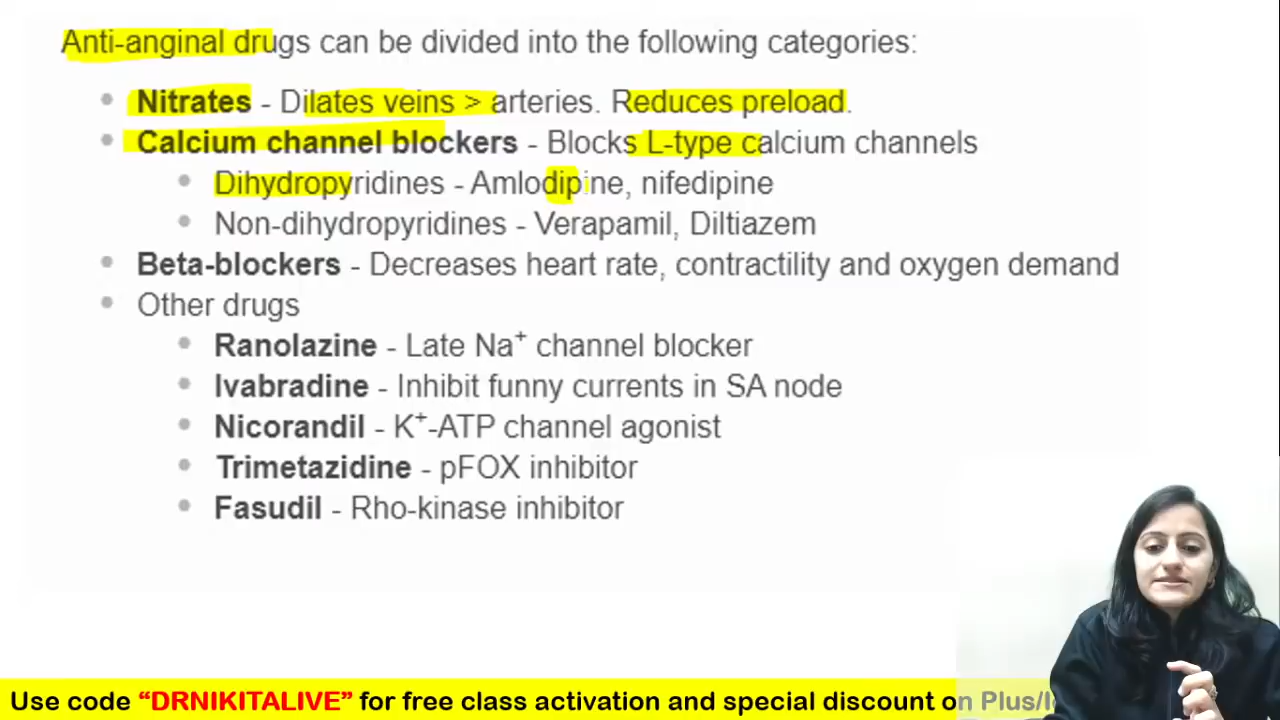 Anti-anginal drugs can be divided into the following categories:
• Nitrates - Dilates veins > arteries. Reduces preload.
• Calcium channel blockers - Blocks L-type calcium channels
• Dihydropyridines - Amlodipine, nifedipine
• Non-dihydropyridines - Verapamil, Diltiazem
• Beta-blockers - Decreases heart rate, contractility and oxygen demand
• Other drugs
• Ranolazine - Late Na⁺ channel blocker
• Ivabradine - Inhibit funny currents in SA node
• Nicorandil - K⁺-ATP channel agonist
• Trimetazidine - pFOX inhibitor
• Fasudil - Rho-kinase inhibitor
Use code “DRNIKITALIVE” for free class activation and special discount on Plus/